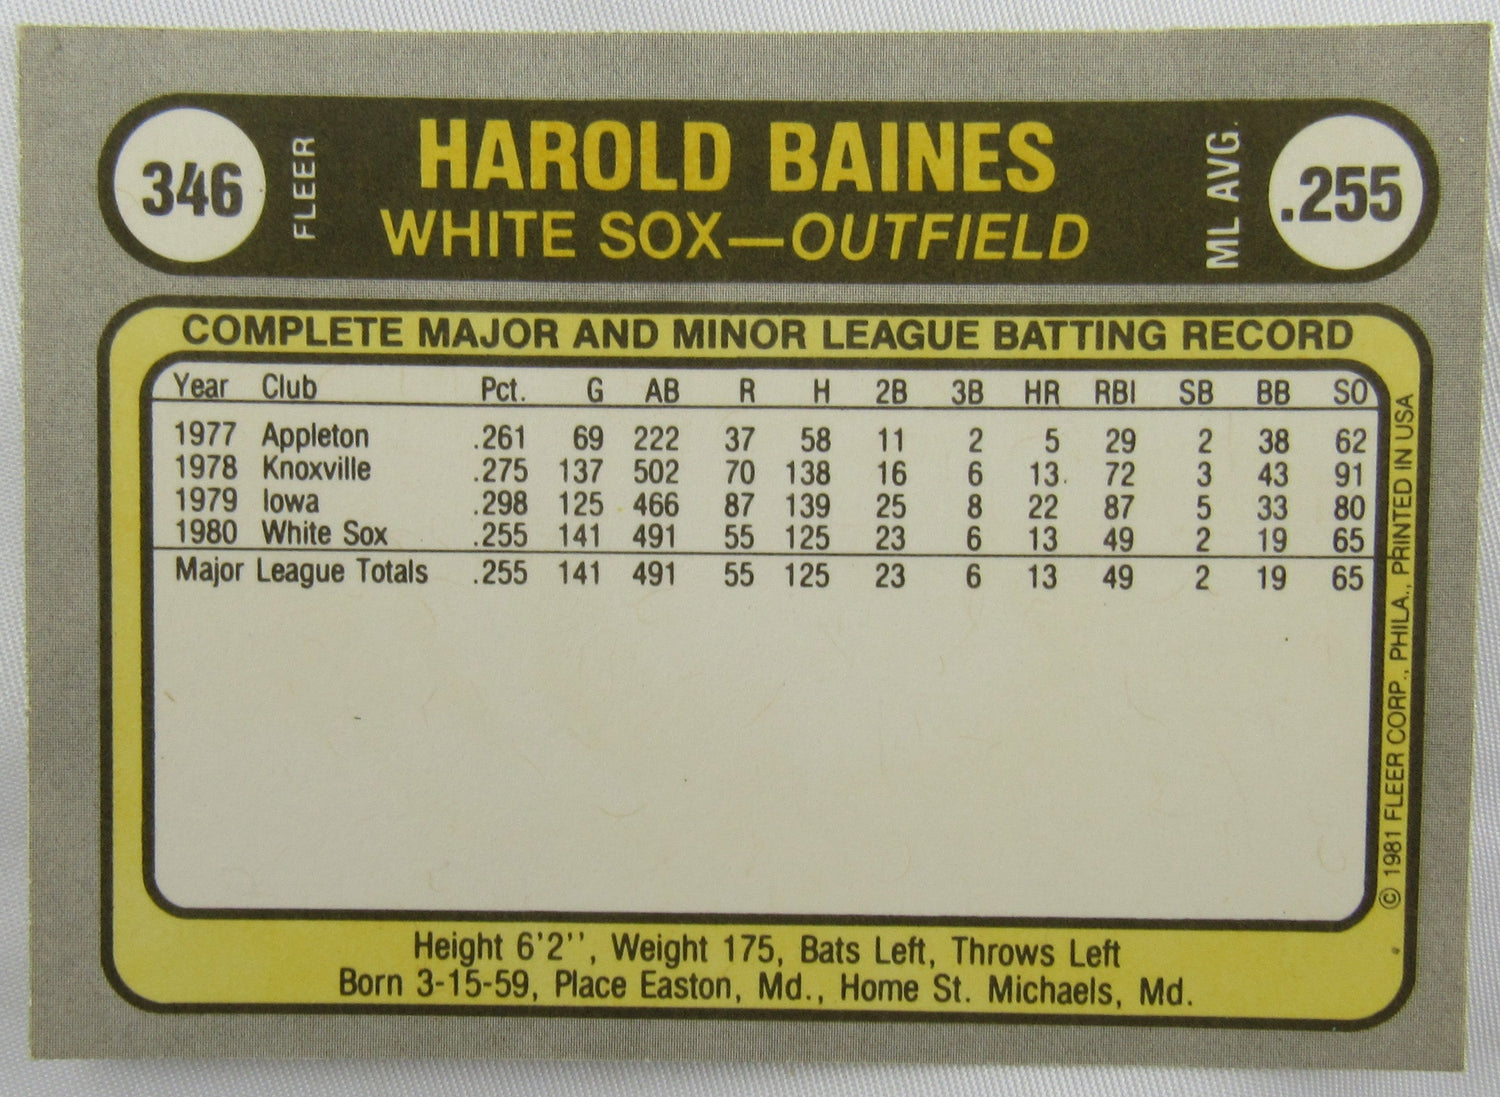 346 FLEER HAROLD BAINES ML AVG. .255
WHITE SOX—OUTFIELD
COMPLETE MAJOR AND MINOR LEAGUE BATTING RECORD
Year Club Pct. G AB R H 2B 3B HR RBI SB BB SO
1977 Appleton .261 69 222 37 58 11 2 5 29 2 38 62
1978 Knoxville .275 137 502 70 138 16 6 13 72 3 43 91
1979 Iowa .298 125 466 87 139 25 8 22 87 5 33 80
1980 White Sox .255 141 491 55 125 23 6 13 49 2 19 65
Major League Totals .255 141 491 55 125 23 6 13 49 2 19 65
© 1981 FLEER CORP., PHILA., PRINTED IN USA
Height 6'2'', Weight 175, Bats Left, Throws Left
Born 3-15-59, Place Easton, Md., Home St. Michaels, Md.